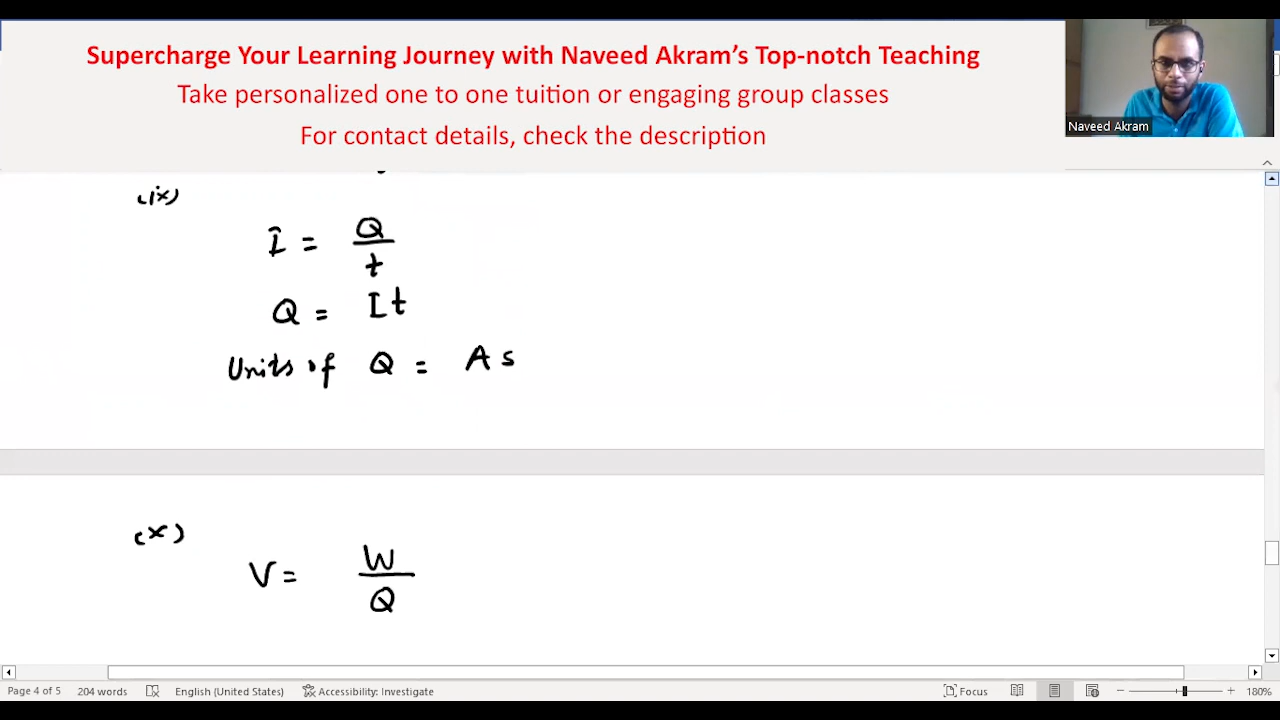 Supercharge Your Learning Journey with Naveed Akram’s Top-notch Teaching
Take personalized one to one tuition or engaging group classes
For contact details, check the description
Naveed Akram
(ix)
I = Q/t
Q = It
Units of Q = A s
(x)
V = W/Q
Page 4 of 5 204 words English (United States) Accessibility: Investigate Focus 180%